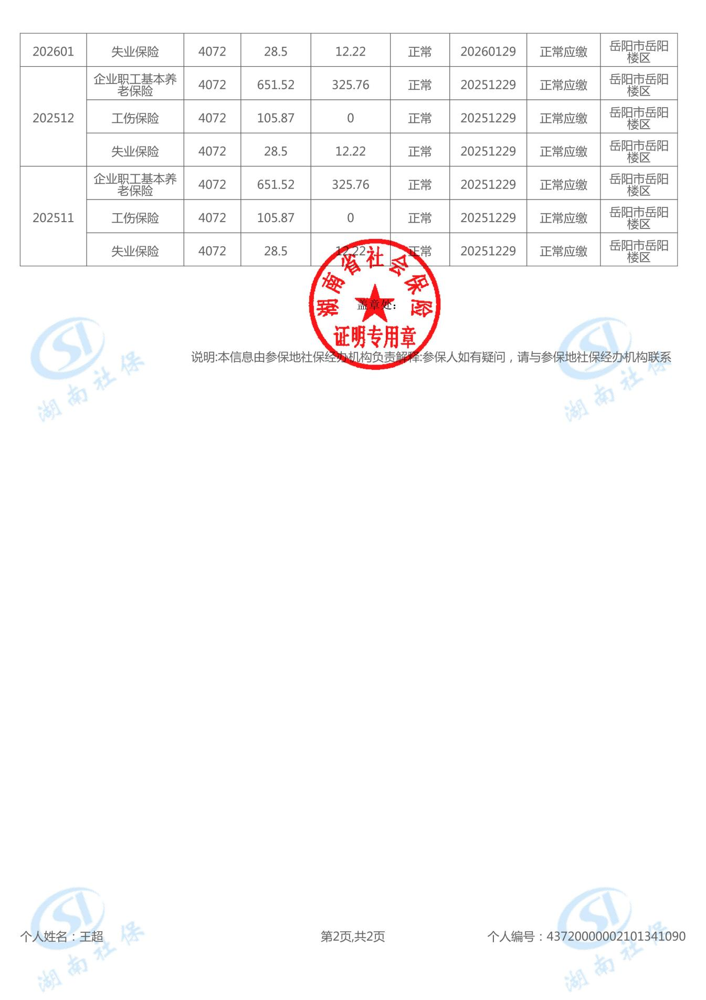 202601 失业保险 4072 28.5 12.22 正常 20260129 正常应缴 岳阳市岳阳
楼区
202512 企业职工基本养
老保险 4072 651.52 325.76 正常 20251229 正常应缴 岳阳市岳阳
楼区
工伤保险 4072 105.87 0 正常 20251229 正常应缴 岳阳市岳阳
楼区
失业保险 4072 28.5 12.22 正常 20251229 正常应缴 岳阳市岳阳
楼区
202511 企业职工基本养
老保险 4072 651.52 325.76 正常 20251229 正常应缴 岳阳市岳阳
楼区
工伤保险 4072 105.87 0 正常 20251229 正常应缴 岳阳市岳阳
楼区
失业保险 4072 28.5 12.22 正常 20251229 正常应缴 岳阳市岳阳
楼区
湖南省社会保险
盖章处：
证明专用章
说明:本信息由参保地社保经办机构负责解释:参保人如有疑问，请与参保地社保经办机构联系
湖南社保
湖南社保
个人姓名：王超
第2页,共2页
个人编号：43720000002101341090
湖南社保
湖南社保